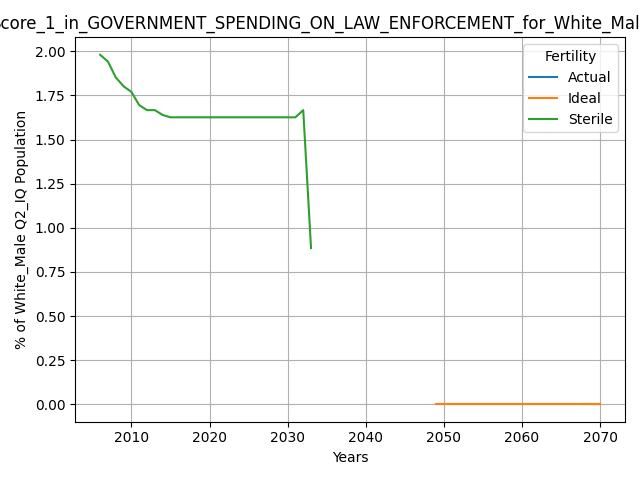 core_1_in_GOVERNMENT_SPENDING_ON_LAW_ENFORCEMENT_for_White_Mal
% of White_Male Q2_IQ Population
2.00
1.75
1.50
1.25
1.00
0.75
0.50
0.25
0.00
Fertility
Actual
Ideal
Sterile
2010 2020 2030 2040 2050 2060 2070
Years